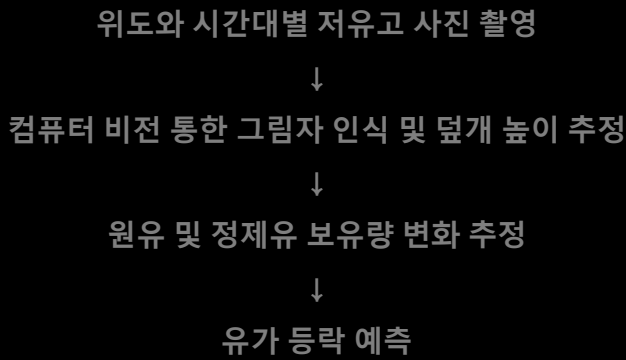 위도와 시간대별 저유고 사진 촬영
↓
컴퓨터 비전 통한 그림자 인식 및 덮개 높이 추정
↓
원유 및 정제유 보유량 변화 추정
↓
유가 등락 예측